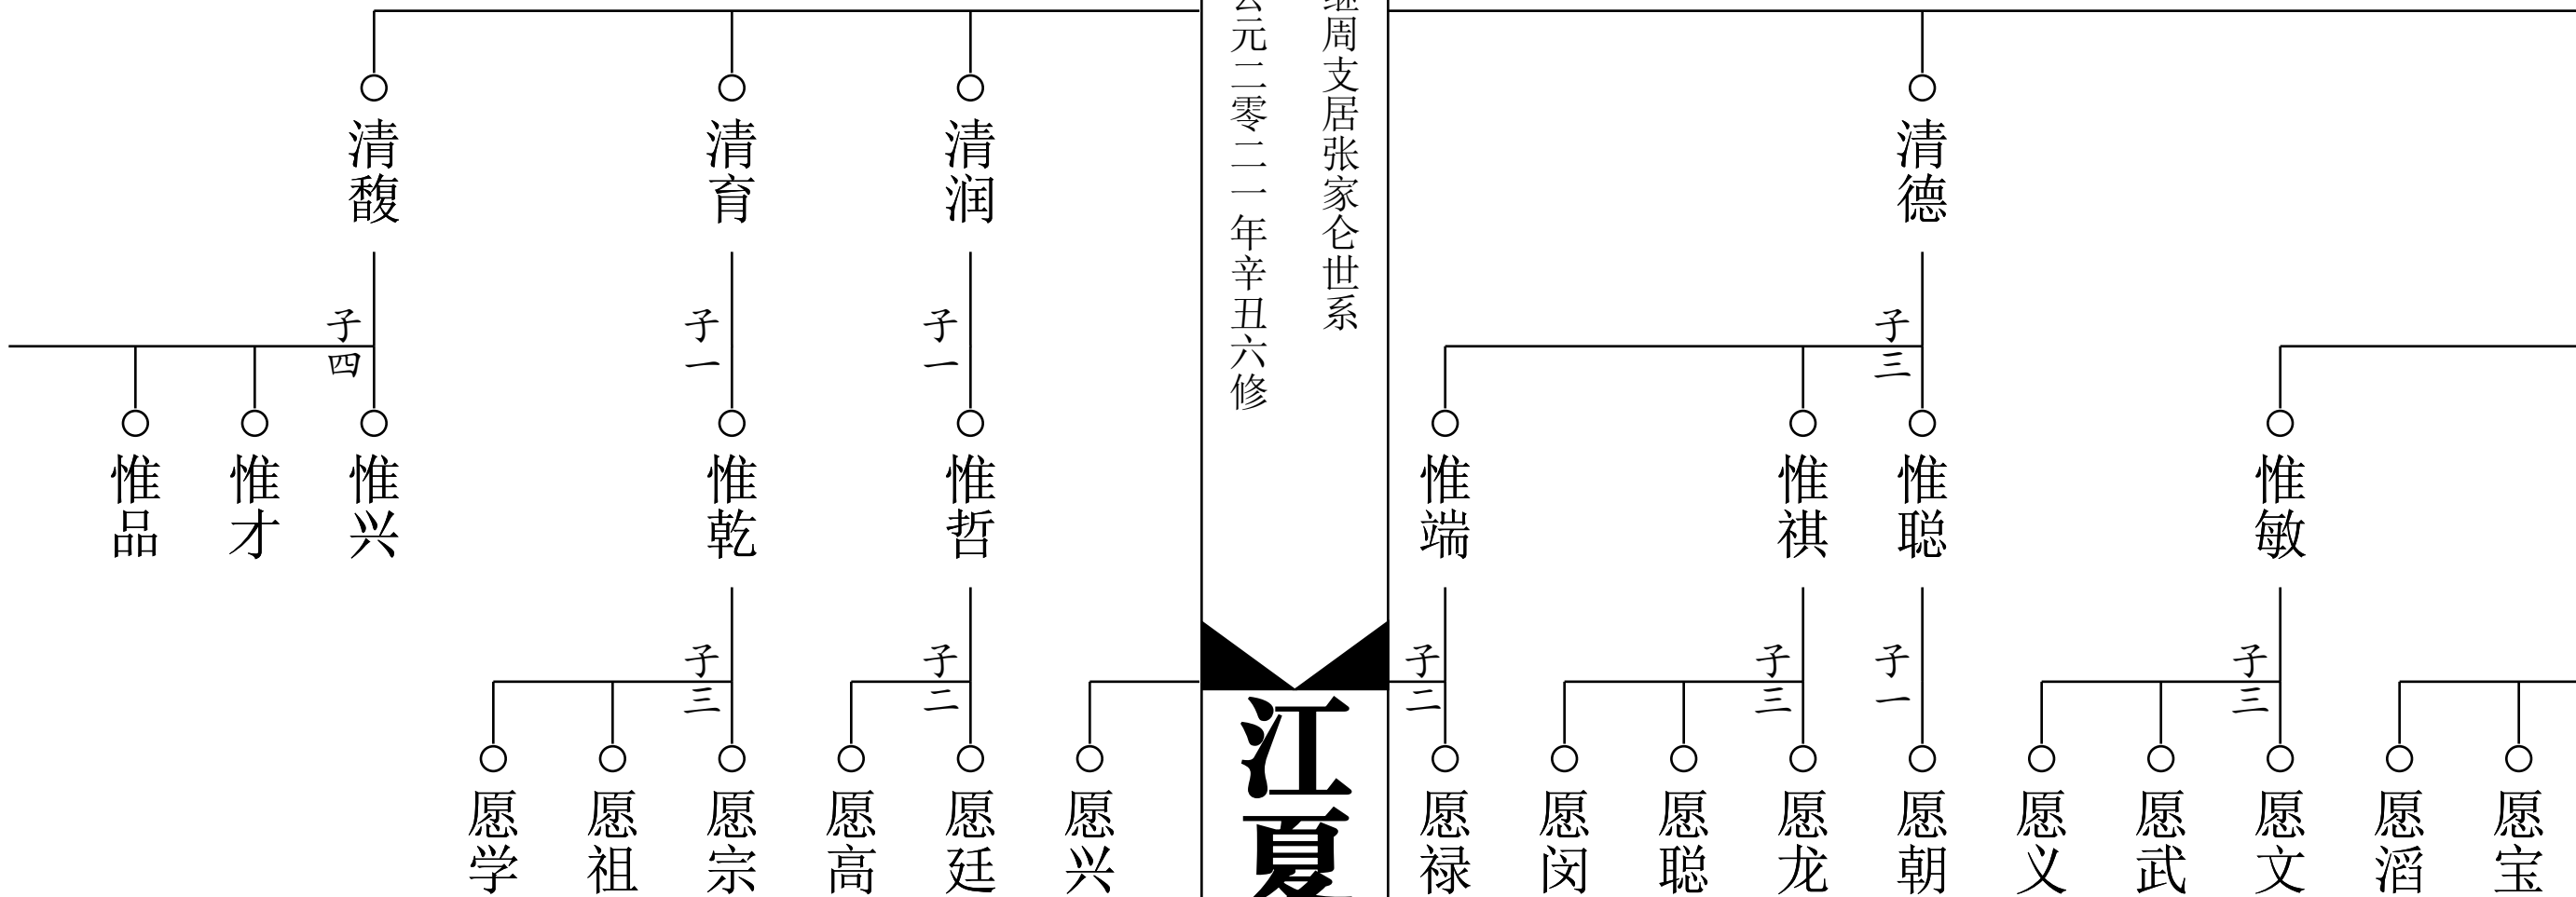 清德
清润
清育
清馥
子三
子一
子一
子四
惟敏
惟聪
惟祺
惟端
惟哲
惟乾
惟兴
惟才
惟品
子三
子一
子三
子二
子二
子三
愿宝
愿滔
愿文
愿武
愿义
愿朝
愿龙
愿聪
愿闵
愿禄
愿兴
愿廷
愿高
愿宗
愿祖
愿学
继周支居张家仑世系
公元二零二一年辛丑六修
江夏